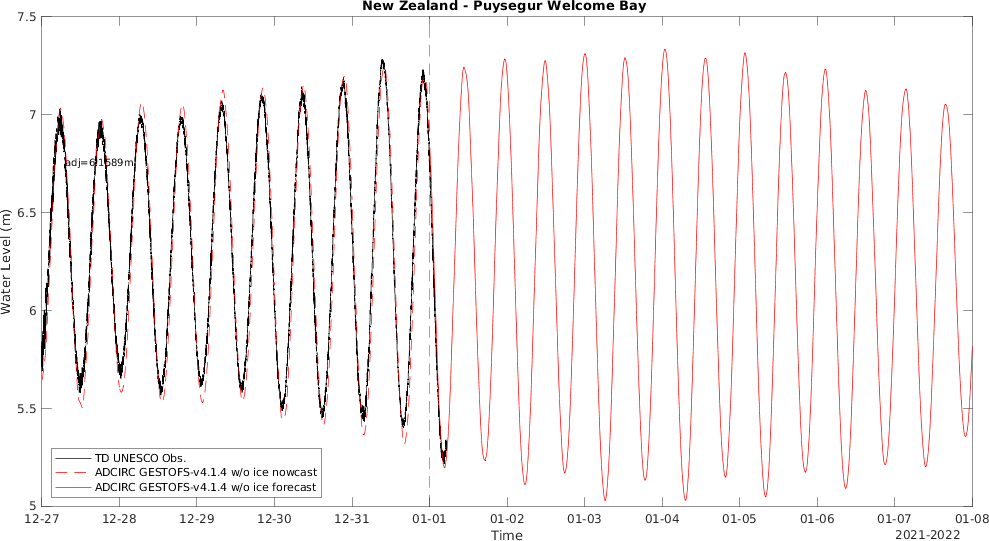 New Zealand - Puysegur Welcome Bay
7.5
7
6.5
6
5.5
5
Water Level (m)
adj=6.1589m
TD UNESCO Obs.
ADCIRC GESTOFS-v4.1.4 w/o ice nowcast
ADCIRC GESTOFS-v4.1.4 w/o ice forecast
12-27 12-28 12-29 12-30 12-31 01-01 01-02 01-03 01-04 01-05 01-06 01-07 01-08
Time
2021-2022